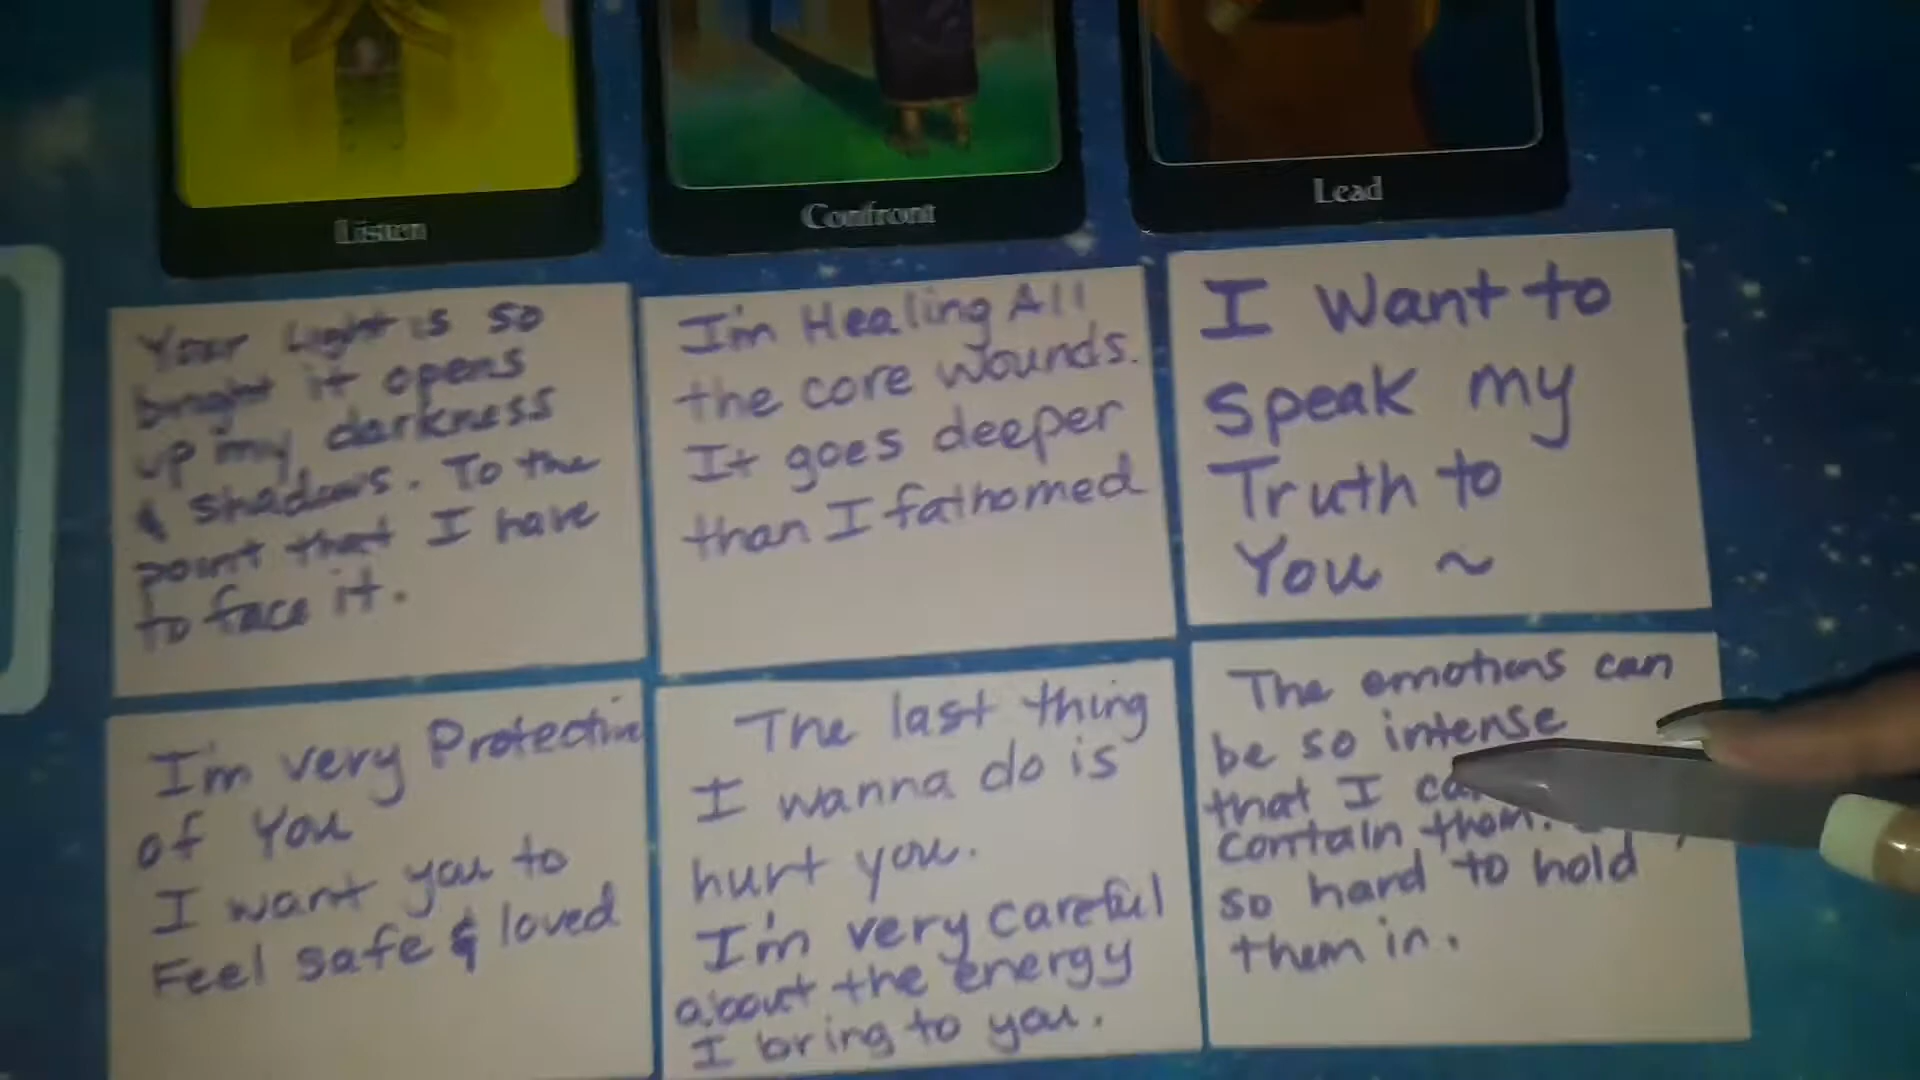 Listen
Confront
Lead
Your Light is so
bright it opens
up my darkness
& shadows. To the
point that I have
to face it.
I'm Healing All
the core wounds.
It goes deeper
than I fathomed
I Want to
Speak my
Truth to
You ~
I'm very Protective
of You
I want you to
Feel safe & loved
The last thing
I wanna do is
hurt you.
I'm very careful
about the energy
I bring to you.
The emotions can
be so intense
that I
contain them.
so hard to hold
them in.